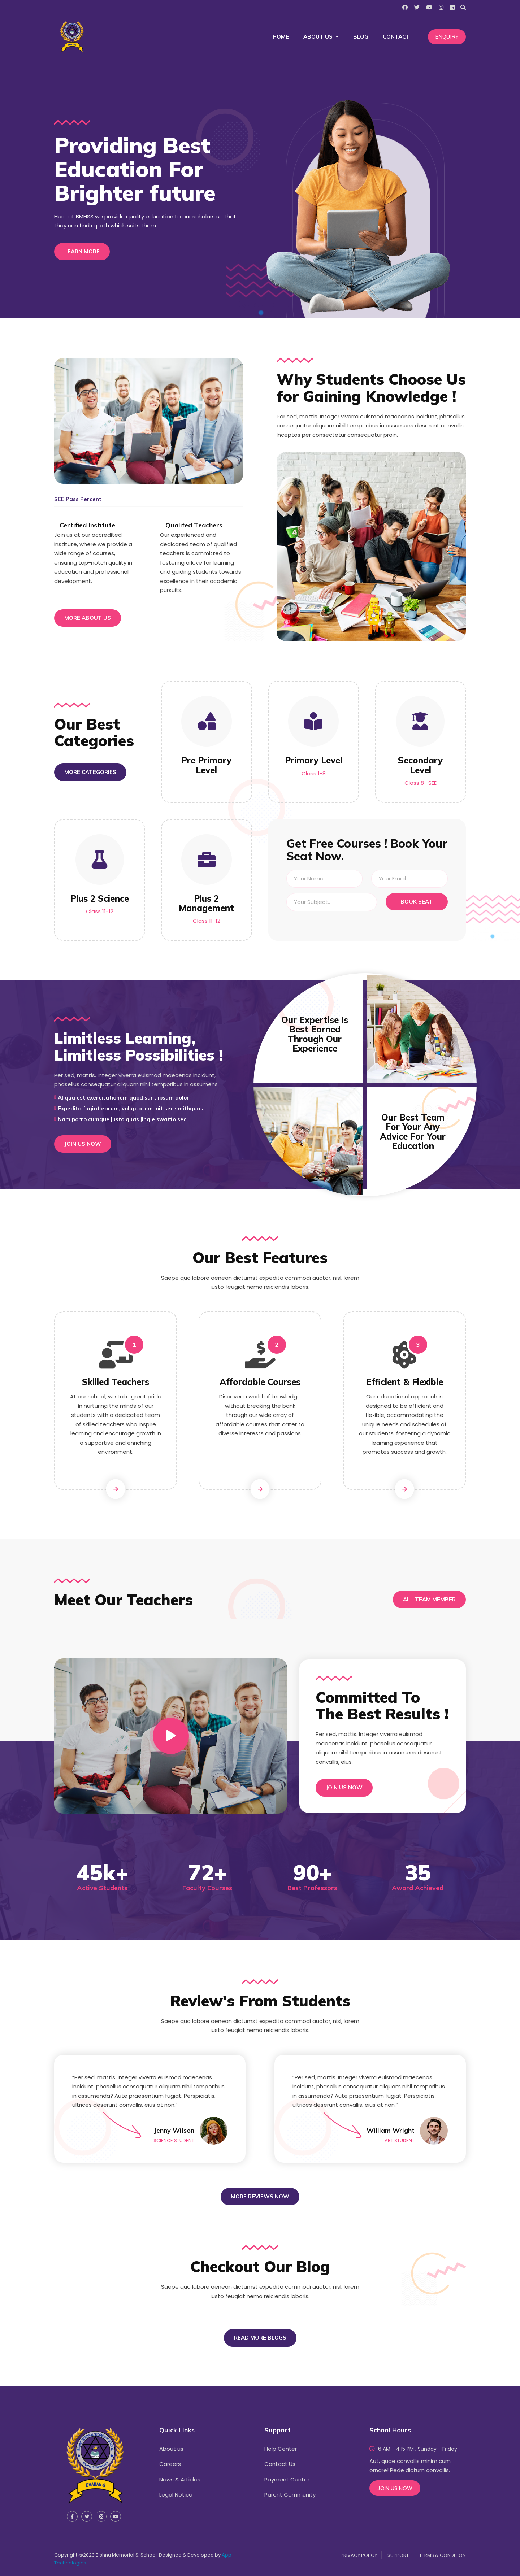 HOME ABOUT US BLOG CONTACT ENQUIRY
Providing Best
Education For
Brighter future
Here at BMHSS we provide quality education to our scholars so that
they can find a path which suits them.
LEARN MORE
Why Students Choose Us
for Gaining Knowledge !
Per sed, mattis. Integer viverra euismod maecenas incidunt, phasellus
consequatur aliquam nihil temporibus in assumens deserunt convallis.
Inceptos per consectetur consequatur proin.
SEE Pass Percent
Certified Institute
Join us at our accredited
institute, where we provide a
wide range of courses,
ensuring top-notch quality in
education and professional
development.
Qualifed Teachers
Our experienced and
dedicated team of qualified
teachers is committed to
fostering a love for learning
and guiding students towards
excellence in their academic
pursuits.
MORE ABOUT US
Our Best
Categories
MORE CATEGORIES
Pre Primary
Level
Primary Level
Class 1-8
Secondary
Level
Class 9- SEE
Plus 2 Science
Class 11-12
Plus 2
Management
Class 11-12
Get Free Courses ! Book Your
Seat Now.
Your Name..
Your Email..
Your Subject..
BOOK SEAT
Limitless Learning,
Limitless Possibilities !
Per sed, mattis. Integer viverra euismod maecenas incidunt,
phasellus consequatur aliquam nihil temporibus in assumens
Aliqua est exercitationem quod sunt ipsum dolor.
Expedita fugiat earum, voluptatem init sec smithquas.
Nam porro cumque justo quas jingle swatto sec.
JOIN US NOW
Our Expertise Is
Best Earned
Through Our
Experience
Our Best Team
For Your Any
Advice For Your
Education
Our Best Features
Saepe quo labore aenean dictumst expedita commodi auctor, nisl, lorem
iusto feugiat nemo reiciendis laboris.
1
Skilled Teachers
At our school, we take great pride
in nurturing the minds of our
students with a dedicated team
of skilled teachers who inspire
learning and encourage growth in
a supportive and enriching
environment.
2
Affordable Courses
Discover a world of knowledge
without breaking the bank
through our wide array of
affordable courses that cater to
diverse interests and passions.
3
Efficient & Flexible
Our educational approach is
designed to be efficient and
flexible, accommodating the
unique needs and schedules of
our students, fostering a dynamic
learning experience that
promotes success and growth.
Meet Our Teachers
ALL TEAM MEMBER
Committed To
The Best Results !
Per sed, mattis. Integer viverra euismod
maecenas incidunt, phasellus consequatur
aliquam nihil temporibus in assumens deserunt
convallis, eius.
JOIN US NOW
45k+ 72+ 90+ 35
Active Students Faculty Courses Best Professors Award Achieved
Review's From Students
Saepe quo labore aenean dictumst expedita commodi auctor, nisl, lorem
iusto feugiat nemo reiciendis laboris.
"Per sed, mattis. Integer viverra euismod maecenas
incidunt, phasellus consequatur aliquam nihil temporibus
in assumenda? Aute praesentium fugiat. Perspiciatis,
ultrices deserunt convallis, eius at non."
Jenny Wilson
SCIENCE STUDENT
"Per sed, mattis. Integer viverra euismod maecenas
incidunt, phasellus consequatur aliquam nihil temporibus
in assumenda? Aute praesentium fugiat. Perspiciatis,
ultrices deserunt convallis, eius at non."
William Wright
ART STUDENT
MORE REVIEWS NOW
Checkout Our Blog
Saepe quo labore aenean dictumst expedita commodi auctor, nisl, lorem
iusto feugiat nemo reiciendis laboris.
READ MORE BLOGS
DHARAN-6
Quick LInks
About us
Careers
News & Articles
Legal Notice
Support
Help Center
Contact Us
Payment Center
Parent Community
School Hours
6 AM - 4:15 PM , Sunday - Friday
Aut, quae convallis minim cum
ornare! Pede dictum convallis.
JOIN US NOW
Copyright @2023 Bishnu Memorial S. School. Designed & Developed by
Technologies
PRIVACY POLICY SUPPORT TERMS & CONDITION